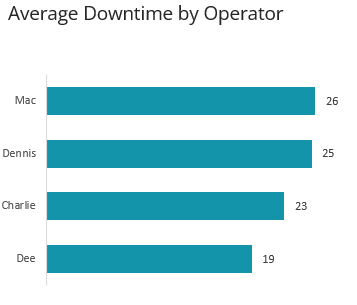 Average Downtime by Operator
Mac 26
Dennis 25
Charlie 23
Dee 19